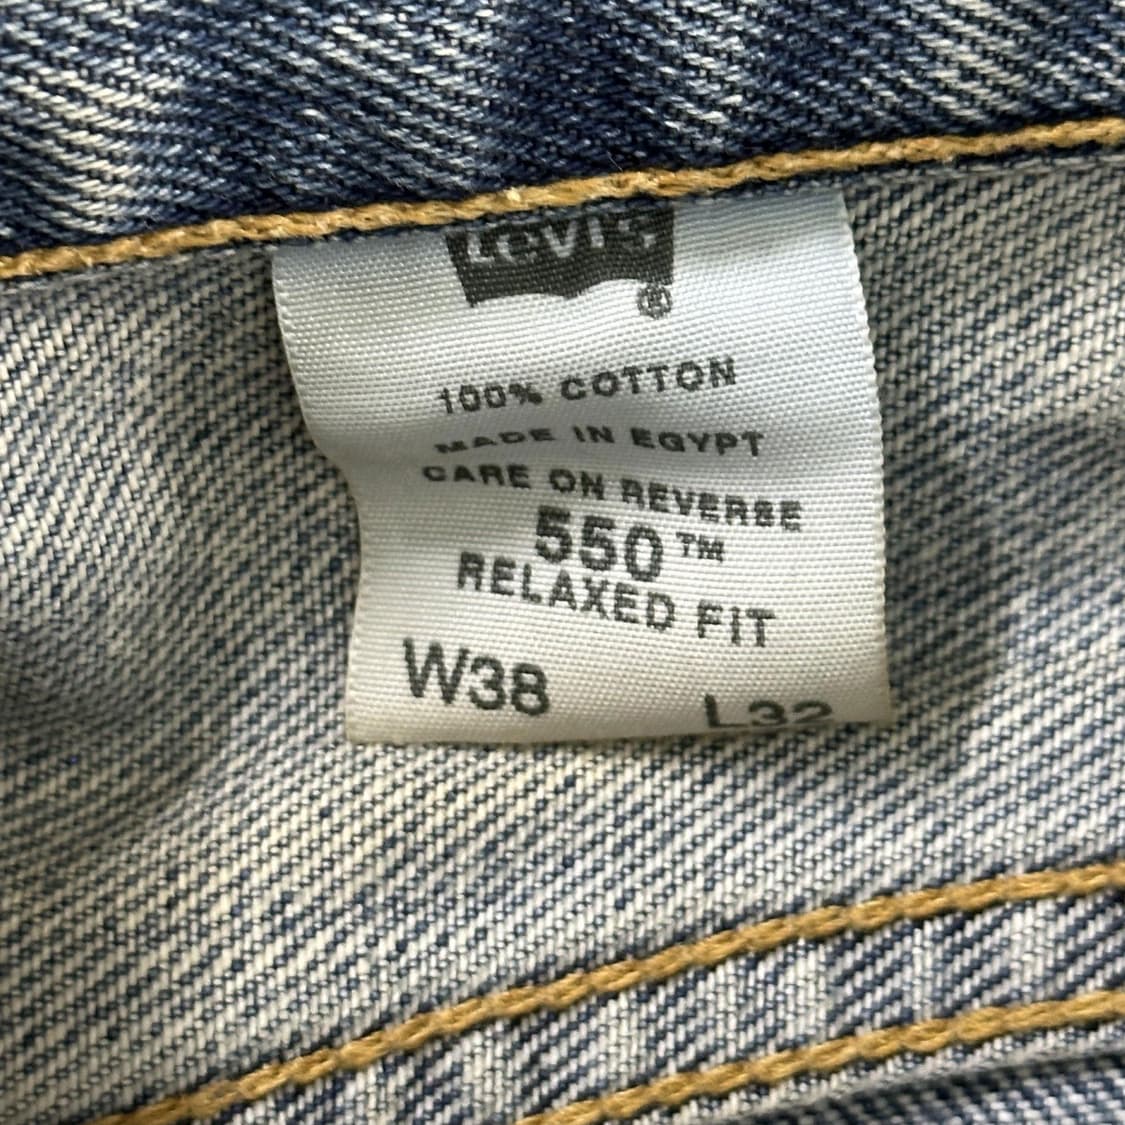 Levi's
®
100% COTTON
MADE IN EGYPT
CARE ON REVERSE
550™
RELAXED FIT
W38 L32